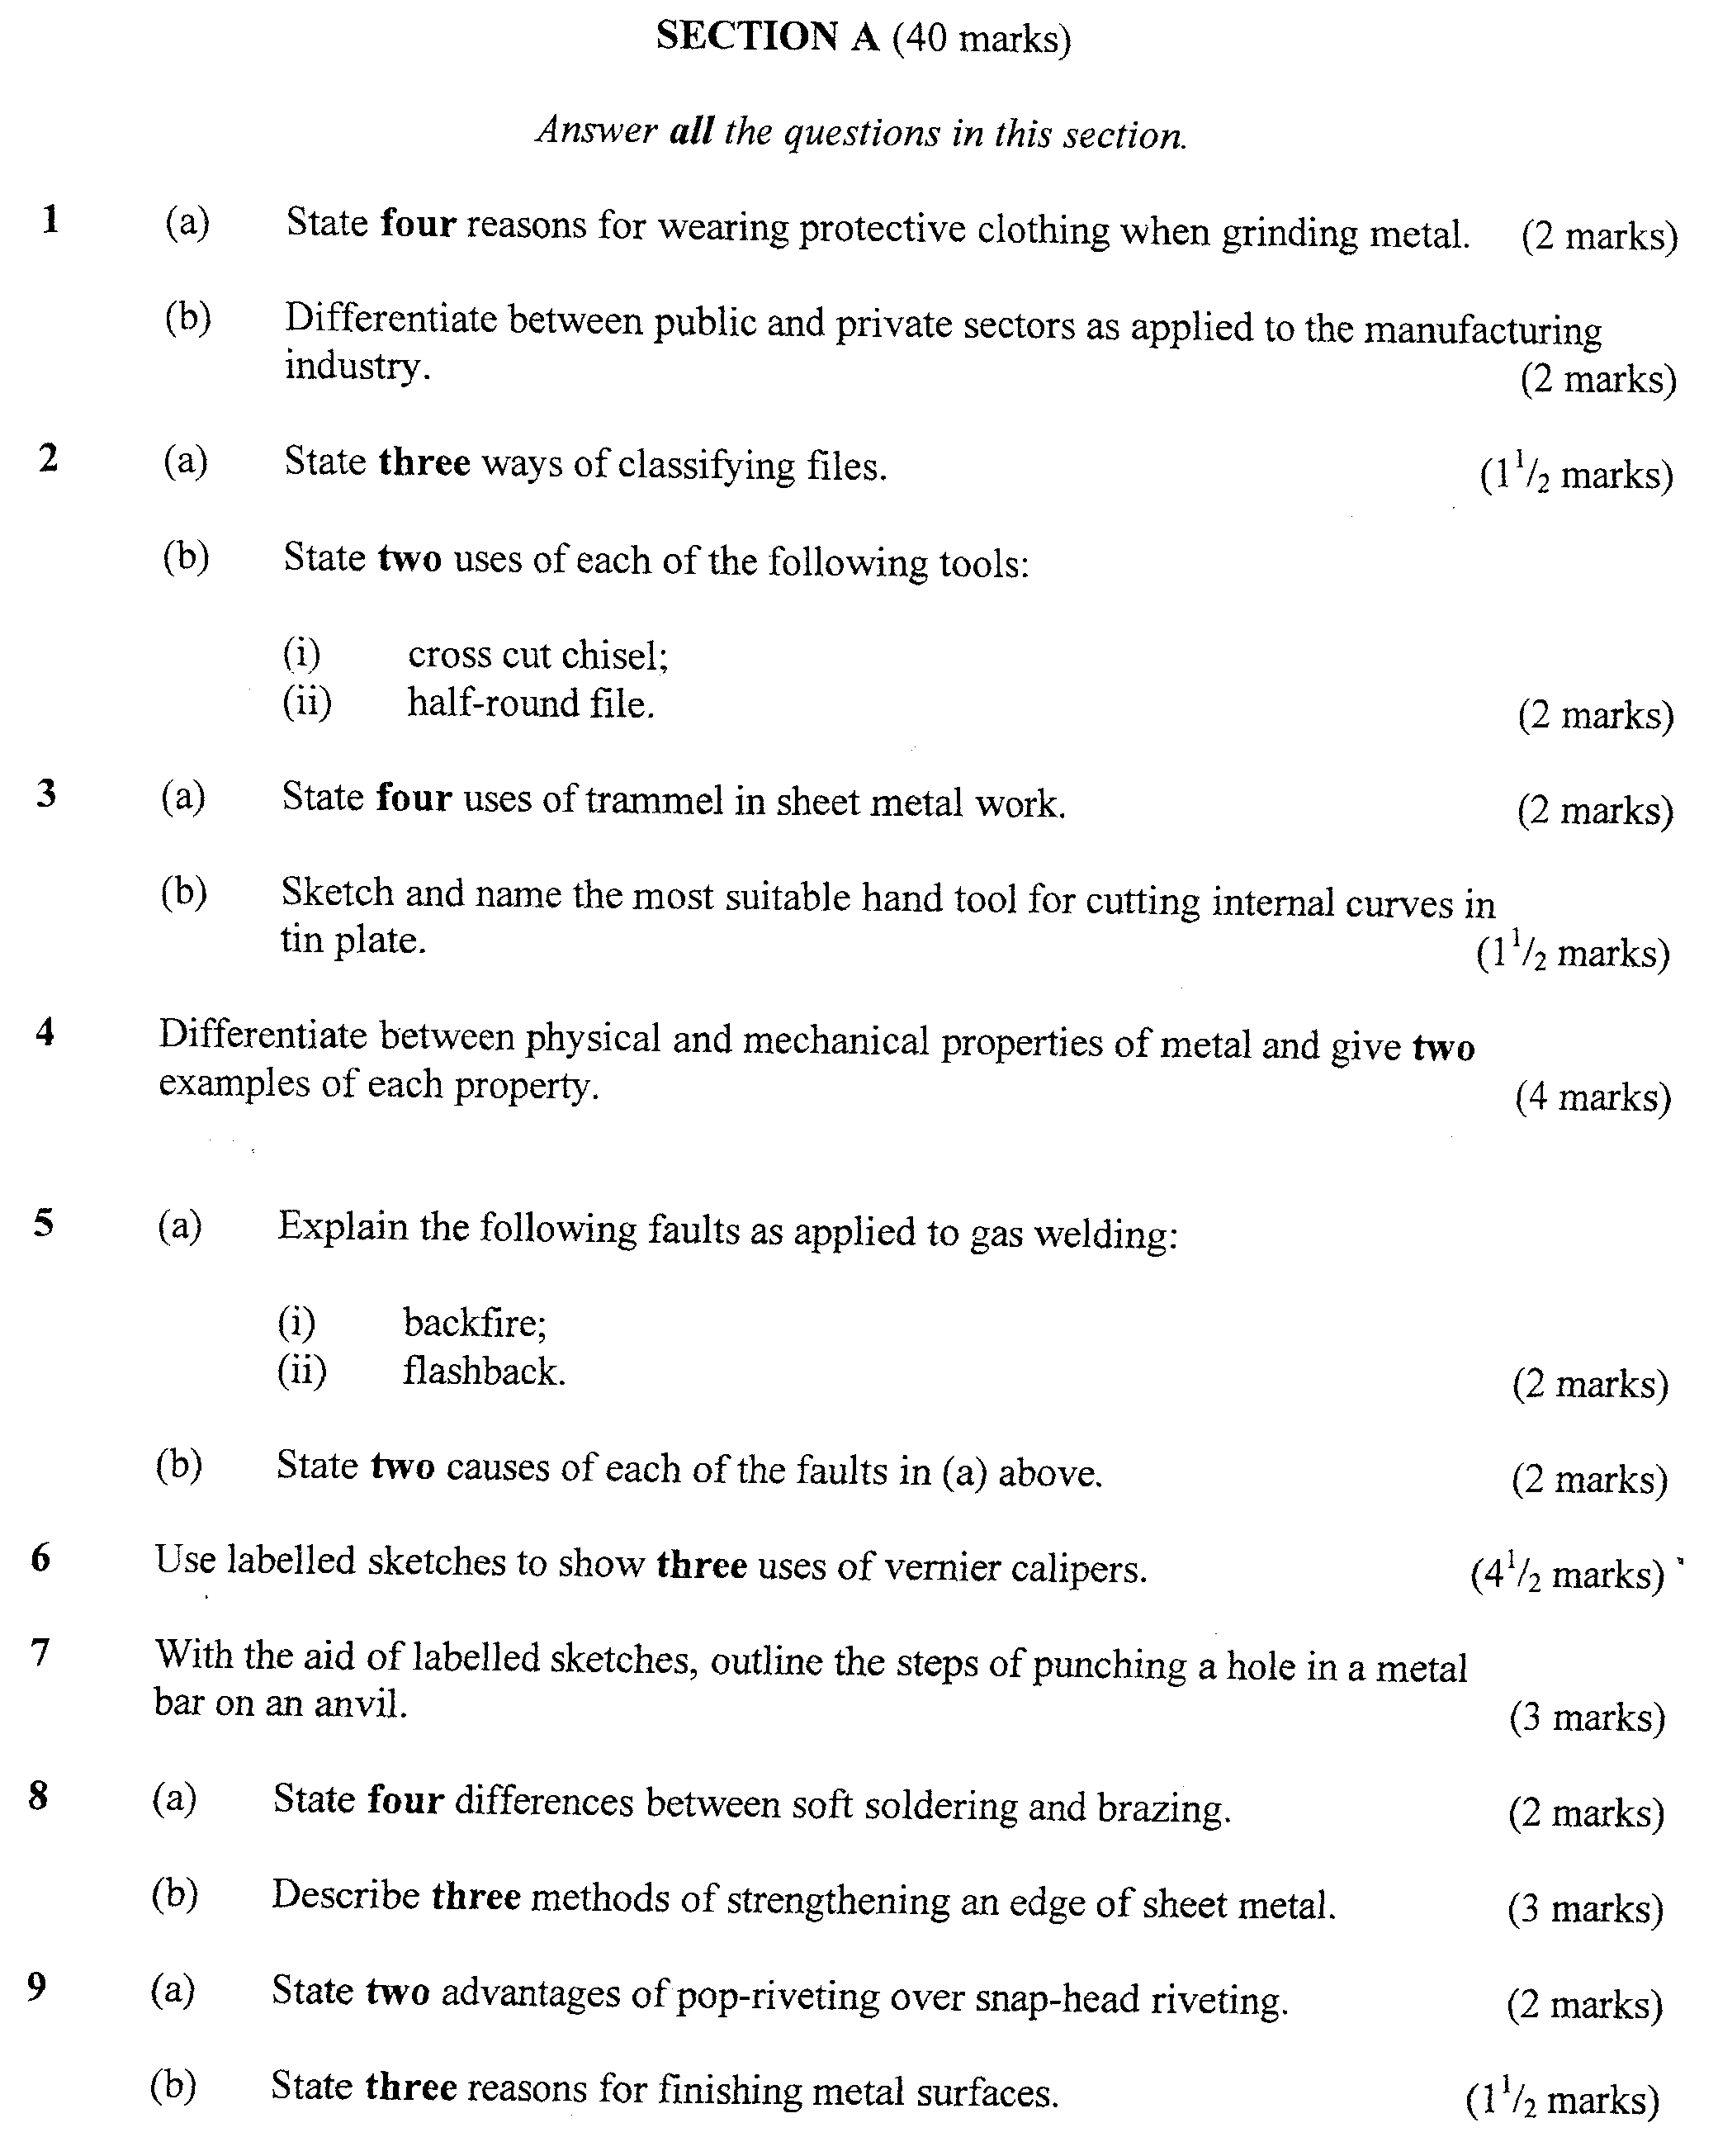 SECTION A (40 marks)
Answer all the questions in this section.
1 (a) State four reasons for wearing protective clothing when grinding metal. (2 marks)
(b) Differentiate between public and private sectors as applied to the manufacturing
industry. (2 marks)
2 (a) State three ways of classifying files. (1 1/2 marks)
(b) State two uses of each of the following tools:
(i) cross cut chisel;
(ii) half-round file. (2 marks)
3 (a) State four uses of trammel in sheet metal work. (2 marks)
(b) Sketch and name the most suitable hand tool for cutting internal curves in
tin plate. (1 1/2 marks)
4 Differentiate between physical and mechanical properties of metal and give two
examples of each property. (4 marks)
5 (a) Explain the following faults as applied to gas welding:
(i) backfire;
(ii) flashback. (2 marks)
(b) State two causes of each of the faults in (a) above. (2 marks)
6 Use labelled sketches to show three uses of vernier calipers. (4 1/2 marks)
7 With the aid of labelled sketches, outline the steps of punching a hole in a metal
bar on an anvil. (3 marks)
8 (a) State four differences between soft soldering and brazing. (2 marks)
(b) Describe three methods of strengthening an edge of sheet metal. (3 marks)
9 (a) State two advantages of pop-riveting over snap-head riveting. (2 marks)
(b) State three reasons for finishing metal surfaces. (1 1/2 marks)